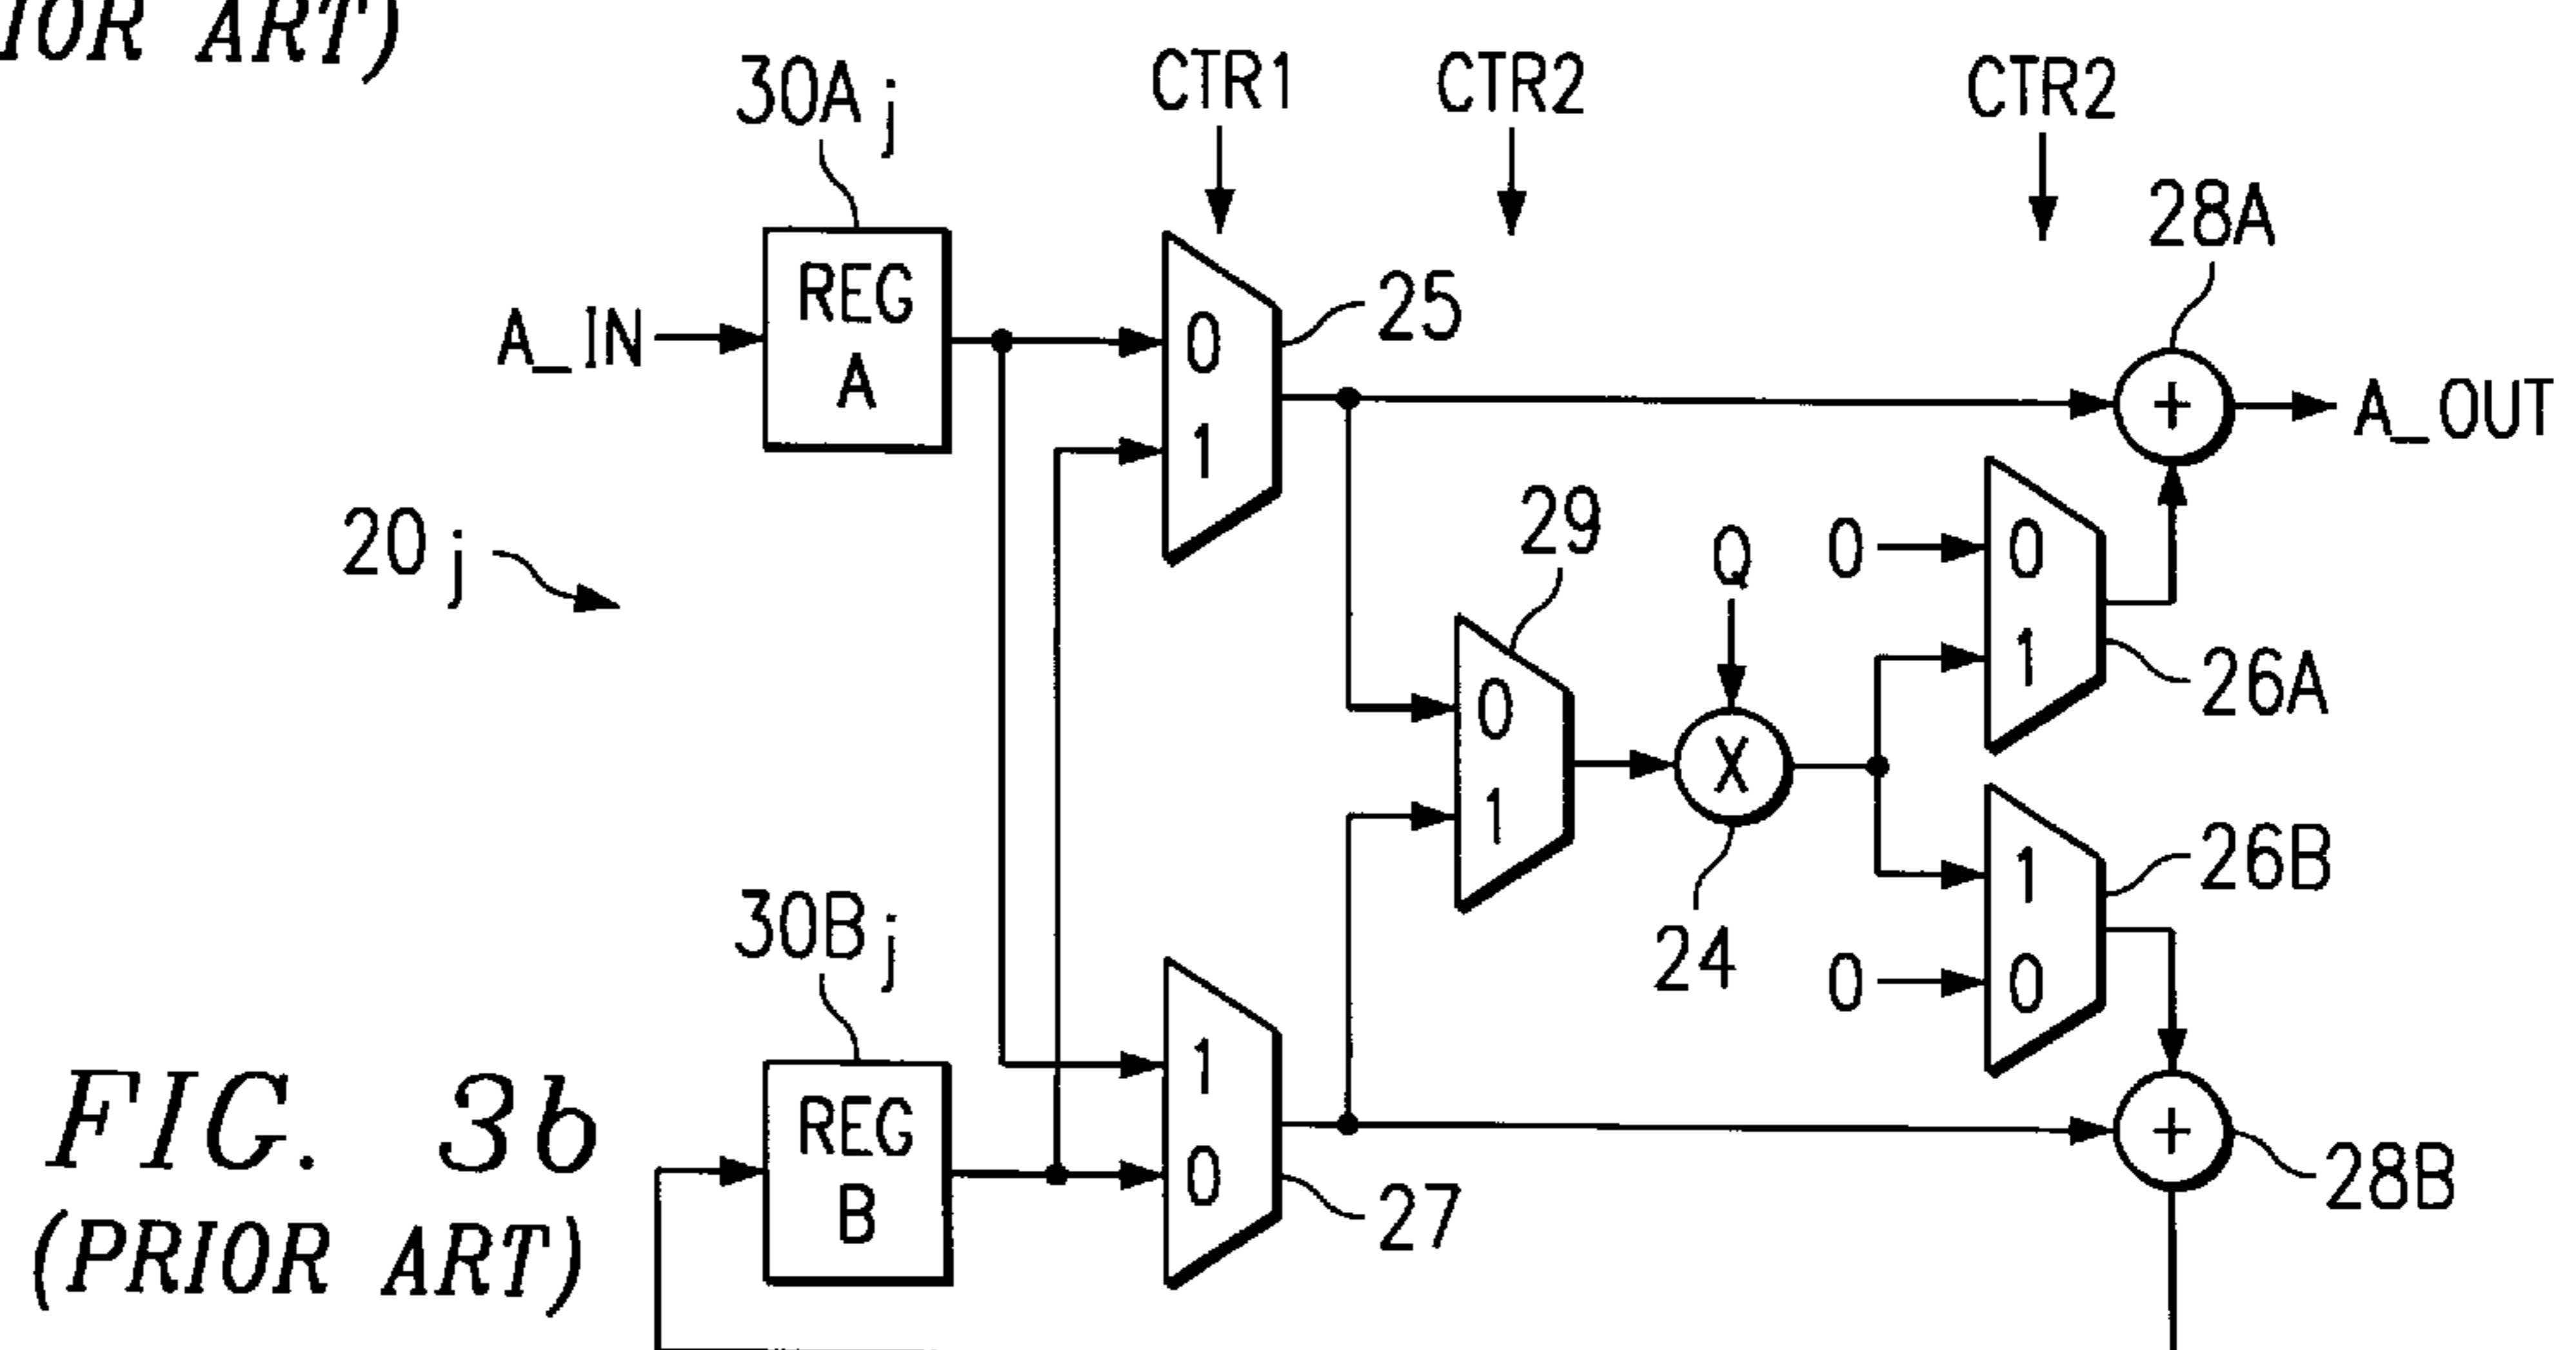 IOR ART)
30A j
CTR1
CTR2
CTR2
28A
REG
A
A_IN
0
1
25
+
A_OUT
20 j
29
Q
0
0
1
26A
0
1
X
24
30B j
1
0
0
26B
REG
B
1
0
27
+
28B
FIG. 3b
(PRIOR ART)